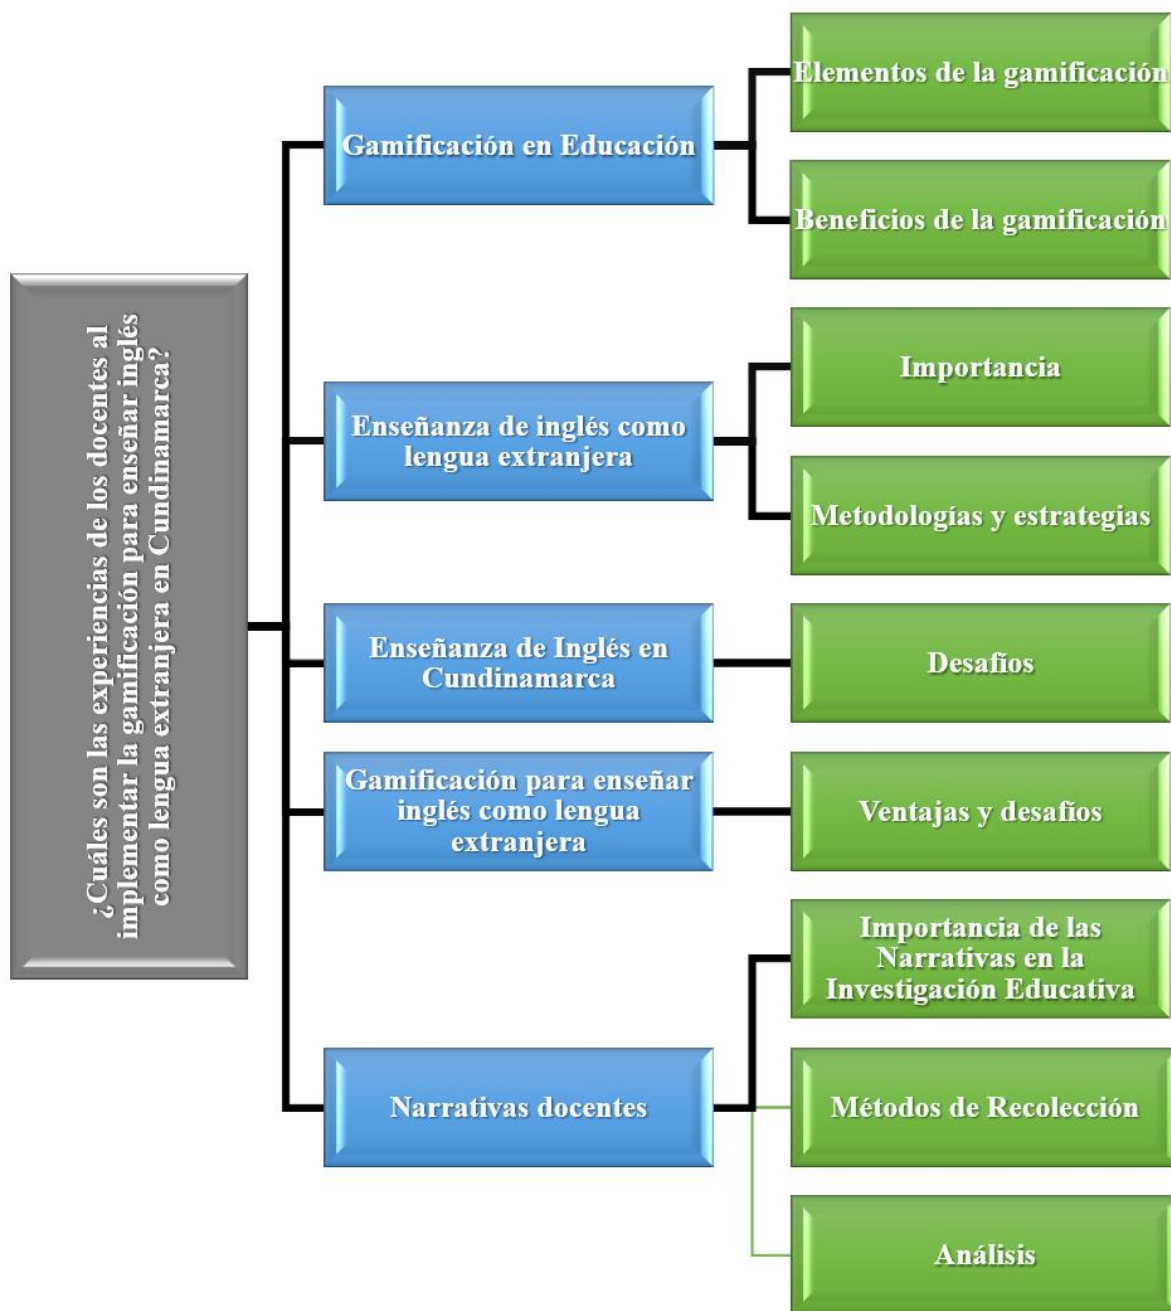 ¿Cuáles son las experiencias de los docentes al
implementar la gamificación para enseñar inglés
como lengua extranjera en Cundinamarca?
Gamificación en Educación
Elementos de la gamificación
Beneficios de la gamificación
Enseñanza de inglés como
lengua extranjera
Importancia
Metodologías y estrategias
Enseñanza de Inglés en
Cundinamarca
Desafíos
Gamificación para enseñar
inglés como lengua
extranjera
Ventajas y desafíos
Narrativas docentes
Importancia de las
Narrativas en la
Investigación Educativa
Métodos de Recolección
Análisis